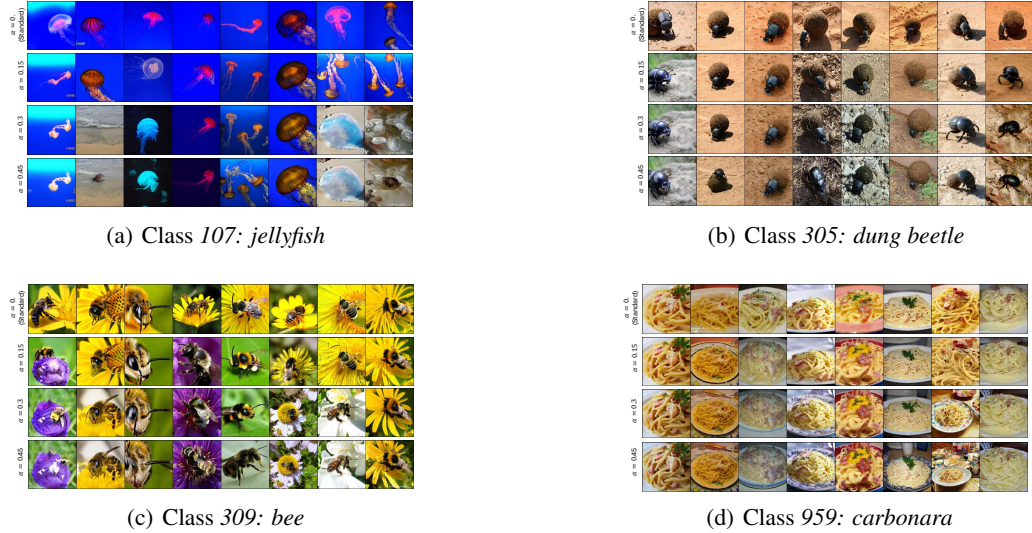 α = 0.
(Standard)
α = 0.15
α = 0.3
α = 0.45
(a) Class 107: jellyfish
α = 0.
(Standard)
α = 0.15
α = 0.3
α = 0.45
(b) Class 305: dung beetle
α = 0.
(Standard)
α = 0.15
α = 0.3
α = 0.45
(c) Class 309: bee
α = 0.
(Standard)
α = 0.15
α = 0.3
α = 0.45
(d) Class 959: carbonara